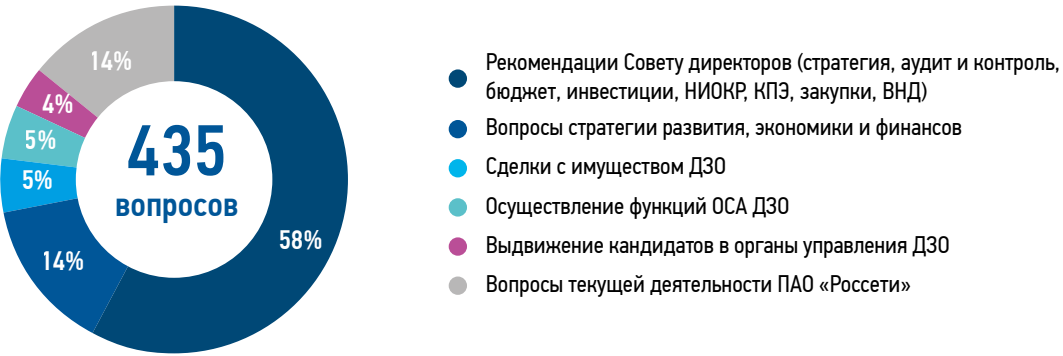 14%
4%
5%
5%
14%
58%
435
вопросов
Рекомендации Совету директоров (стратегия, аудит и контроль,
бюджет, инвестиции, НИОКР, КПЭ, закупки, ВНД)
Вопросы стратегии развития, экономики и финансов
Сделки с имуществом ДЗО
Осуществление функций ОСА ДЗО
Выдвижение кандидатов в органы управления ДЗО
Вопросы текущей деятельности ПАО «Россети»